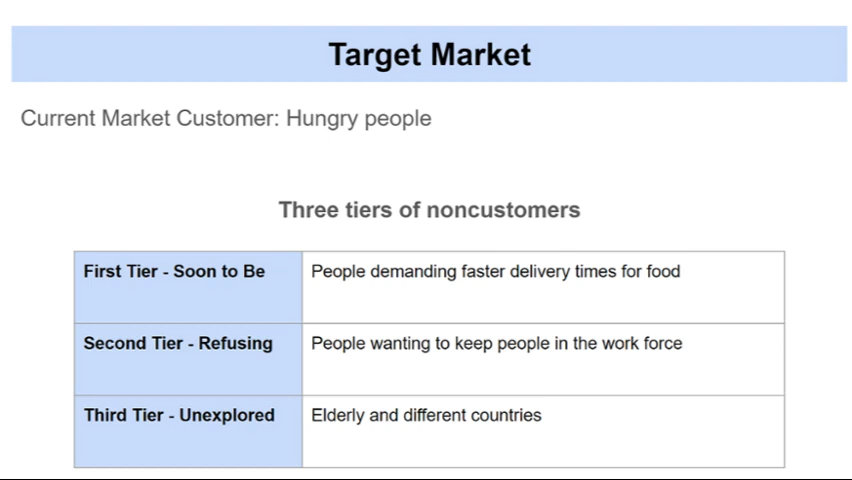 Target Market
Current Market Customer: Hungry people
Three tiers of noncustomers
First Tier - Soon to Be
People demanding faster delivery times for food
Second Tier - Refusing
People wanting to keep people in the work force
Third Tier - Unexplored
Elderly and different countries